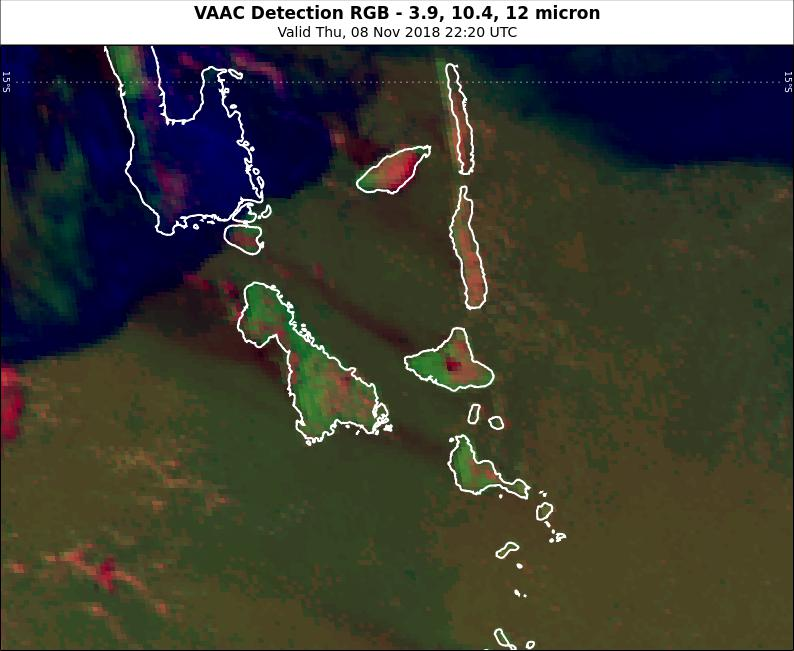 VAAC Detection RGB - 3.9, 10.4, 12 micron
Valid Thu, 08 Nov 2018 22:20 UTC
15°S
15°S